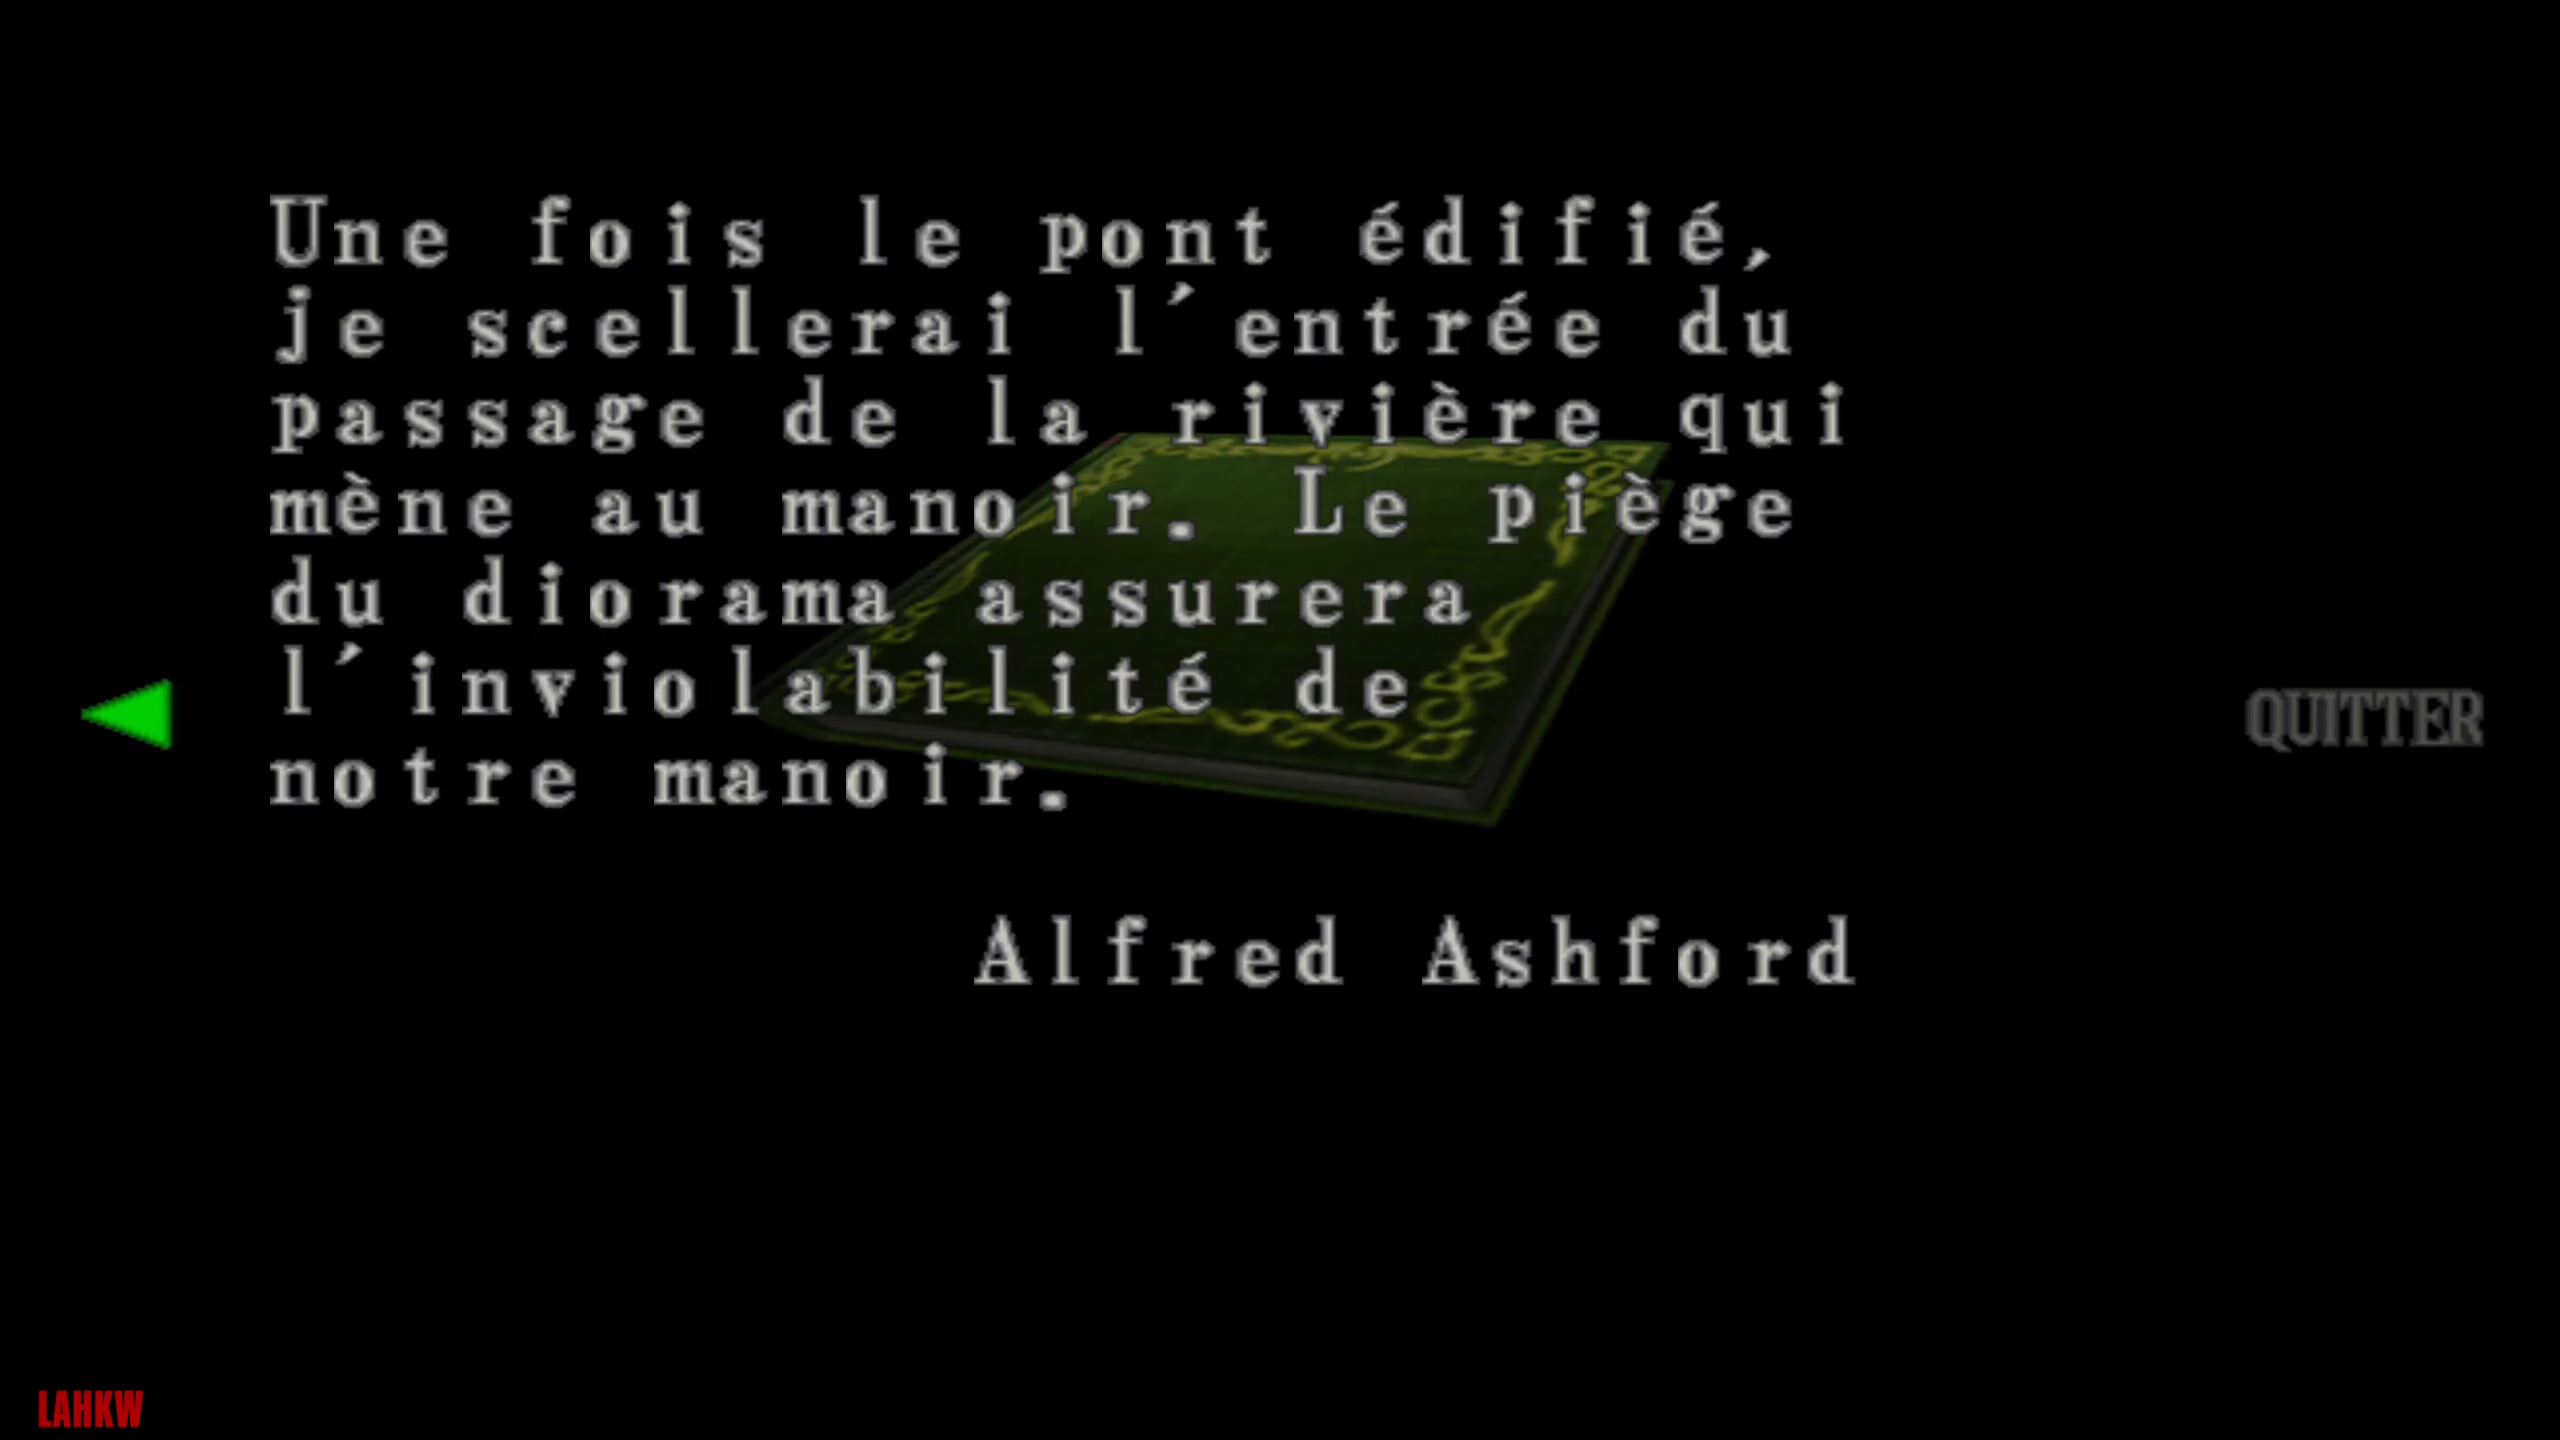 Une fois le pont édifié,
je scellerai l´entrée du
passage de la rivière qui
mène au manoir. Le piège
du diorama assurera
l´inviolabilité de
notre manoir.
QUITTER
Alfred Ashford
LAHKW